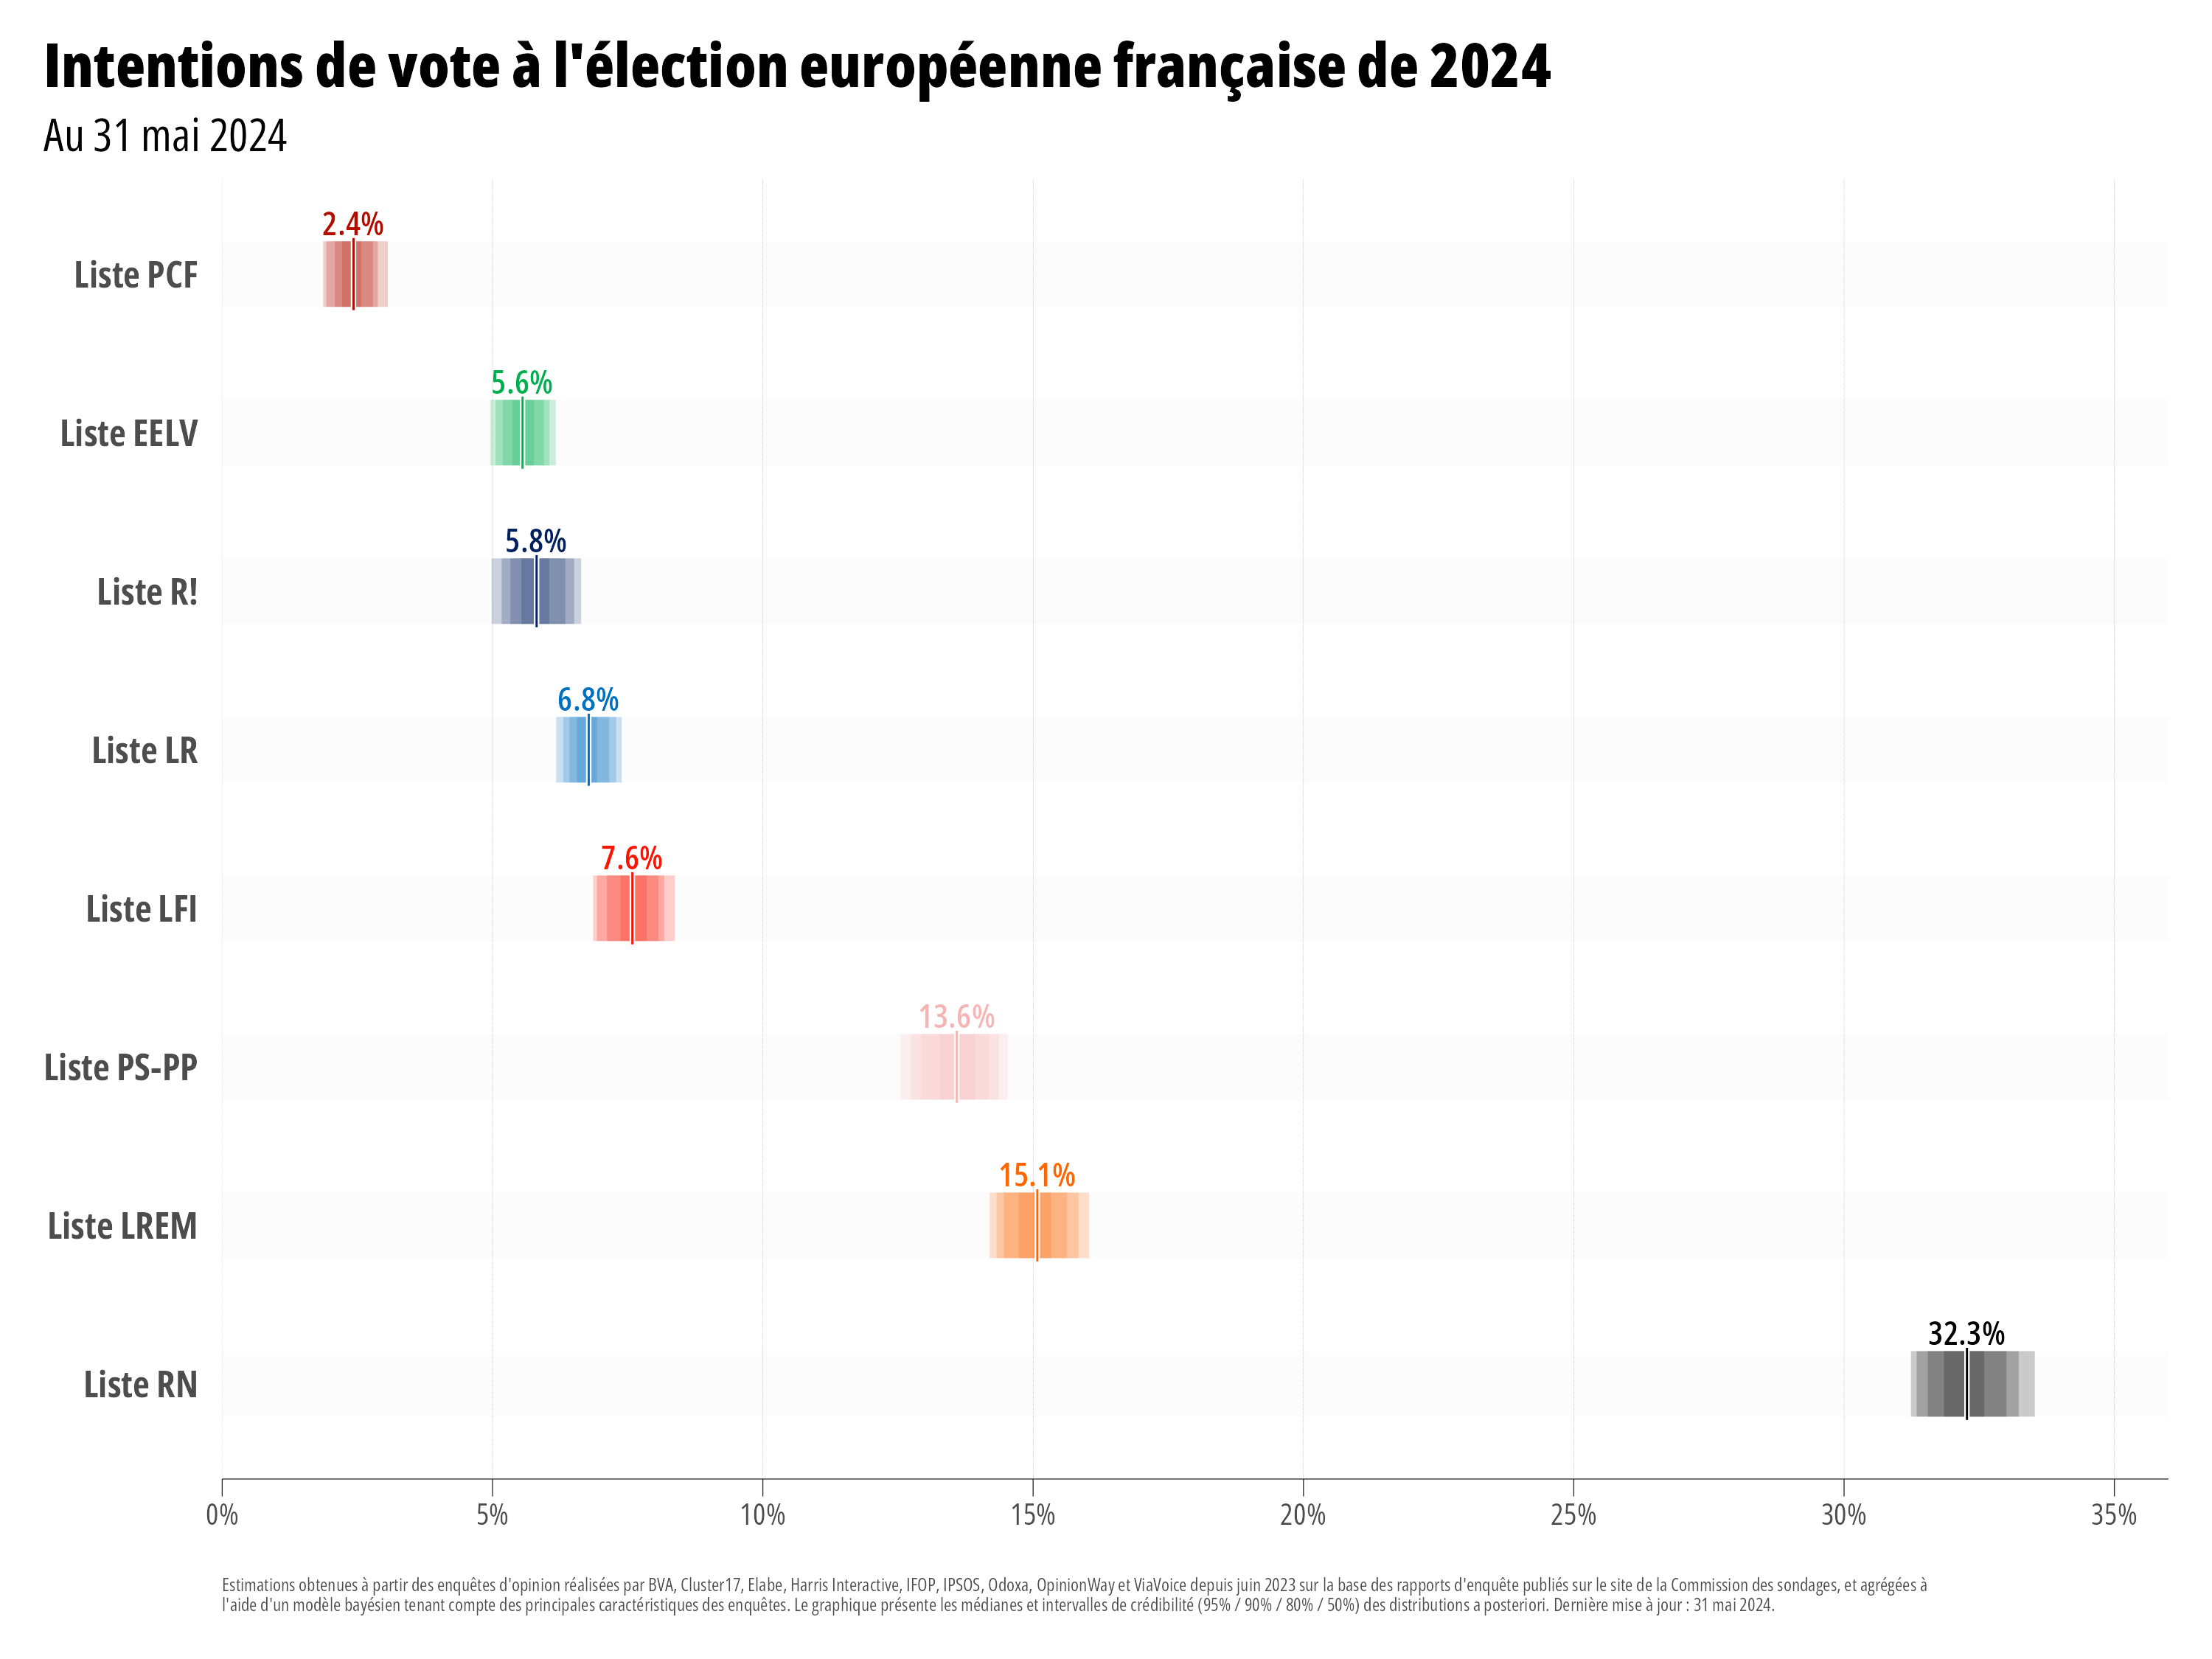 Intentions de vote à l'élection européenne française de 2024
Au 31 mai 2024
2.4%
Liste PCF
5.6%
Liste EELV
5.8%
Liste R!
6.8%
Liste LR
7.6%
Liste LFI
13.6%
Liste PS-PP
15.1%
Liste LREM
32.3%
Liste RN
0% 5% 10% 15% 20% 25% 30% 35%
Estimations obtenues à partir des enquêtes d'opinion réalisées par BVA, Cluster17, Elabe, Harris Interactive, IFOP, IPSOS, Odoxa, OpinionWay et ViaVoice depuis juin 2023 sur la base des rapports d'enquête publiés sur le site de la Commission des sondages, et agrégées à
l'aide d'un modèle bayésien tenant compte des principales caractéristiques des enquêtes. Le graphique présente les médianes et intervalles de crédibilité (95% / 90% / 80% / 50%) des distributions a posteriori. Dernière mise à jour : 31 mai 2024.